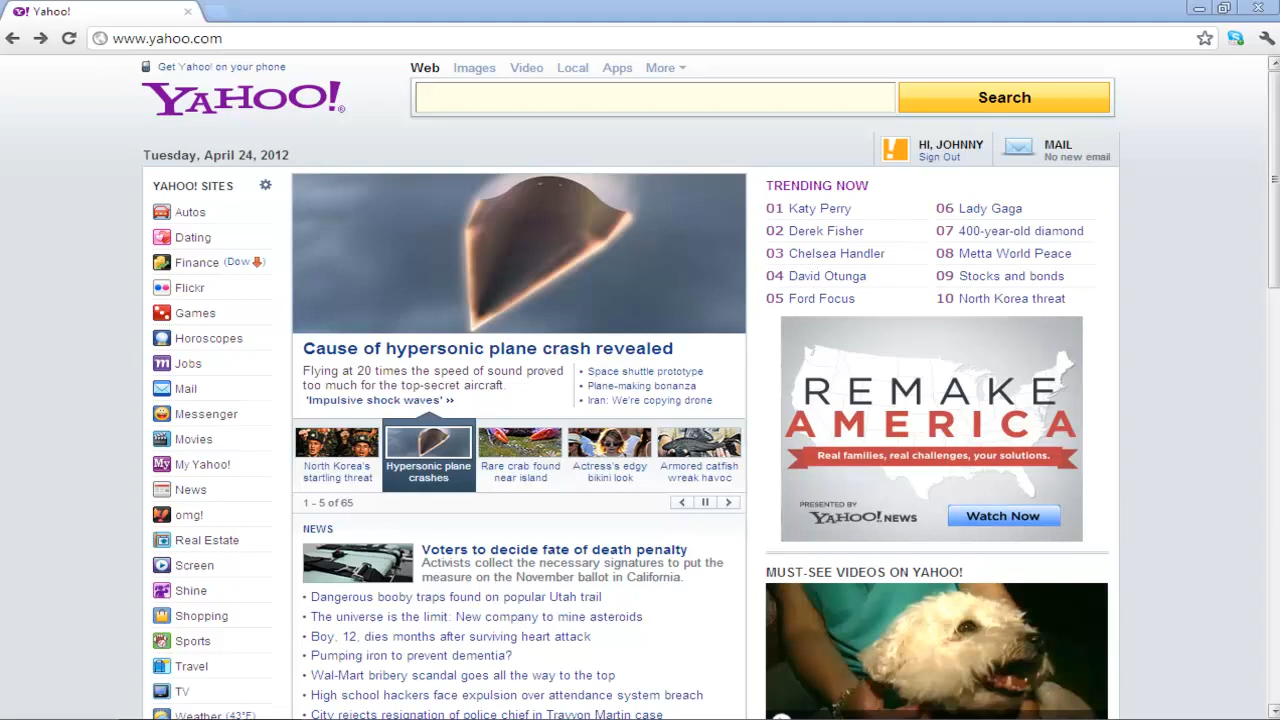 Yahoo!
www.yahoo.com
Get Yahoo! on your phone
YAHOO!
Web Images Video Local Apps More
Search
Tuesday, April 24, 2012
HI, JOHNNY
Sign Out
MAIL
No new email
YAHOO! SITES
Autos
Dating
Finance (Dow)
Flickr
Games
Horoscopes
Jobs
Mail
Messenger
Movies
My Yahoo!
News
omg!
Real Estate
Screen
Shine
Shopping
Sports
Travel
TV
Weather (43°F)
Cause of hypersonic plane crash revealed
Flying at 20 times the speed of sound proved
too much for the top-secret aircraft.
'Impulsive shock waves' »
• Space shuttle prototype
• Plane-making bonanza
• Iran: We're copying drone
North Korea's
startling threat
Hypersonic plane
crashes
Rare crab found
near island
Actress's edgy
bikini look
Armored catfish
wreak havoc
1 - 5 of 65
NEWS
Voters to decide fate of death penalty
Activists collect the necessary signatures to put the
measure on the November ballot in California.
• Dangerous booby traps found on popular Utah trail
• The universe is the limit: New company to mine asteroids
• Boy, 12, dies months after surviving heart attack
• Pumping iron to prevent dementia?
• Wal-Mart bribery scandal goes all the way to the top
• High school hackers face expulsion over attendance system breach
• City rejects resignation of police chief in Trayvon Martin case
TRENDING NOW
01 Katy Perry
02 Derek Fisher
03 Chelsea Handler
04 David Otunga
05 Ford Focus
06 Lady Gaga
07 400-year-old diamond
08 Metta World Peace
09 Stocks and bonds
10 North Korea threat
REMAKE
AMERICA
Real families, real challenges, your solutions.
PRESENTED BY
YAHOO! NEWS
Watch Now
MUST-SEE VIDEOS ON YAHOO!